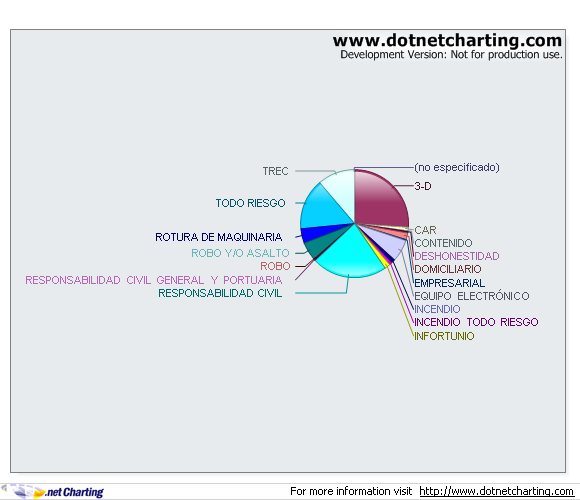 www.dotnetcharting.com
Development Version: Not for production use.
(no especificado)
3-D
CAR
CONTENIDO
DESHONESTIDAD
DOMICILIARIO
EMPRESARIAL
EQUIPO ELECTRÓNICO
INCENDIO
INCENDIO TODO RIESGO
INFORTUNIO
TREC
TODO RIESGO
ROTURA DE MAQUINARIA
ROBO Y/O ASALTO
ROBO
RESPONSABILIDAD CIVIL GENERAL Y PORTUARIA
RESPONSABILIDAD CIVIL
.net Charting
For more information visit http://www.dotnetcharting.com